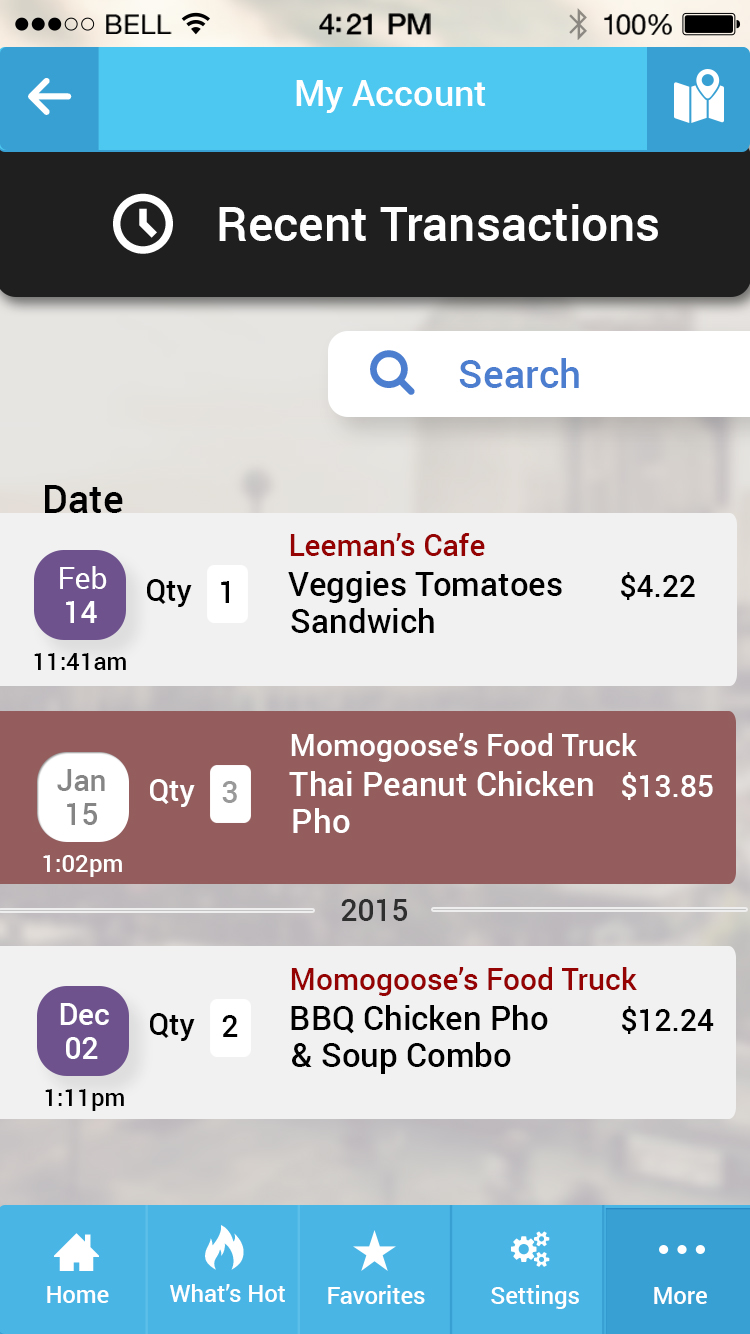 BELL 4:21 PM 100%
My Account
Recent Transactions
Search
Date
Leeman's Cafe
Feb
14
Qty 1
Veggies Tomatoes
Sandwich
$4.22
11:41am
Momogoose's Food Truck
Jan
15
Qty 3
Thai Peanut Chicken
Pho
$13.85
1:02pm
2015
Momogoose's Food Truck
Dec
02
Qty 2
BBQ Chicken Pho
& Soup Combo
$12.24
1:11pm
Home What's Hot Favorites Settings More